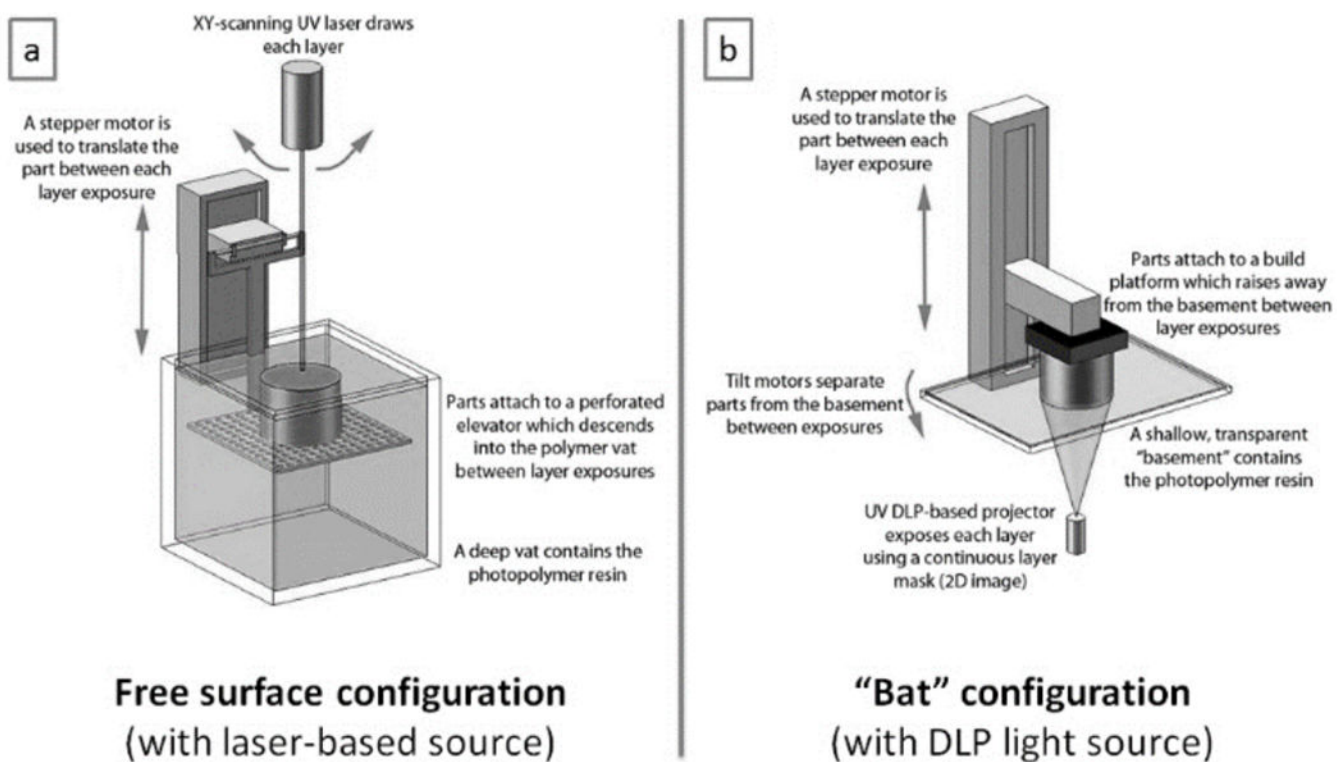 a
XY-scanning UV laser draws
each layer
A stepper motor is
used to translate the
part between each
layer exposure
Parts attach to a perforated
elevator which descends
into the polymer vat
between layer exposures
A deep vat contains the
photopolymer resin
Free surface configuration
(with laser-based source)
b
A stepper motor is
used to translate the
part between each
layer exposure
Parts attach to a build
platform which raises away
from the basement between
layer exposures
Tilt motors separate
parts from the basement
between exposures
A shallow, transparent
"basement" contains
the photopolymer resin
UV DLP-based projector
exposes each layer
using a continuous layer
mask (2D image)
“Bat” configuration
(with DLP light source)